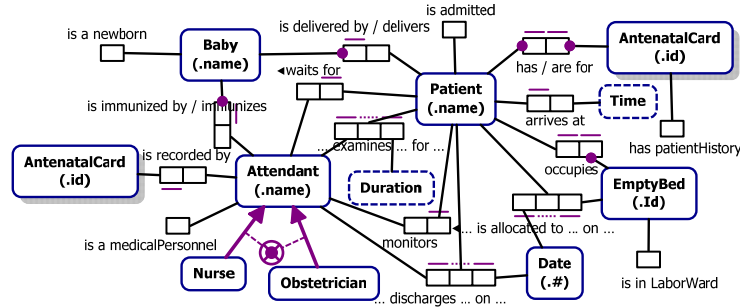 is a newborn
is delivered by / delivers
is admitted
Baby
(.name)
AntenatalCard
(.id)
◄waits for
has / are for
Patient
(.name)
Time
is immunized by / immunizes
arrives at
... examines ... for ...
has patientHistory
AntenatalCard
(.id)
is recorded by
Attendant
(.name)
occupies
Duration
EmptyBed
(.Id)
is a medicalPersonnel
monitors
◄... is allocated to ... on ...
Nurse
Obstetrician
Date
(.#)
is in LaborWard
... discharges ... on ...